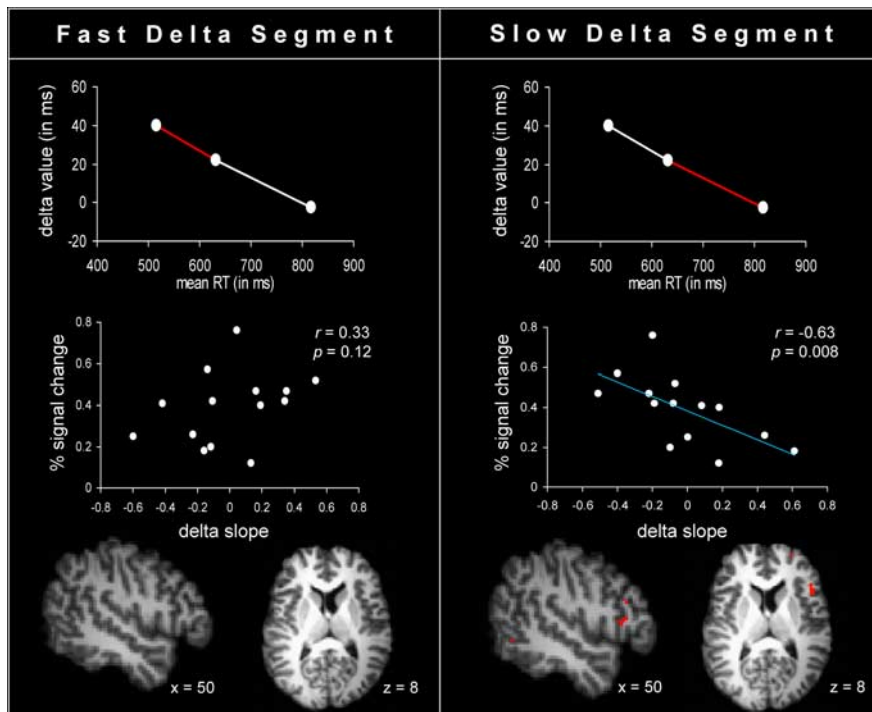 Fast Delta Segment
Slow Delta Segment
delta value (in ms)
60
40
20
0
-20
400 500 600 700 800 900
mean RT (in ms)
delta value (in ms)
60
40
20
0
-20
400 500 600 700 800 900
mean RT (in ms)
% signal change
0.8
0.6
0.4
0.2
0
r = 0.33
p = 0.12
-0.8 -0.6 -0.4 -0.2 0 0.2 0.4 0.6 0.8
delta slope
% signal change
0.8
0.6
0.4
0.2
0
r = -0.63
p = 0.008
-0.8 -0.6 -0.4 -0.2 0 0.2 0.4 0.6 0.8
delta slope
x = 50
z = 8
x = 50
z = 8